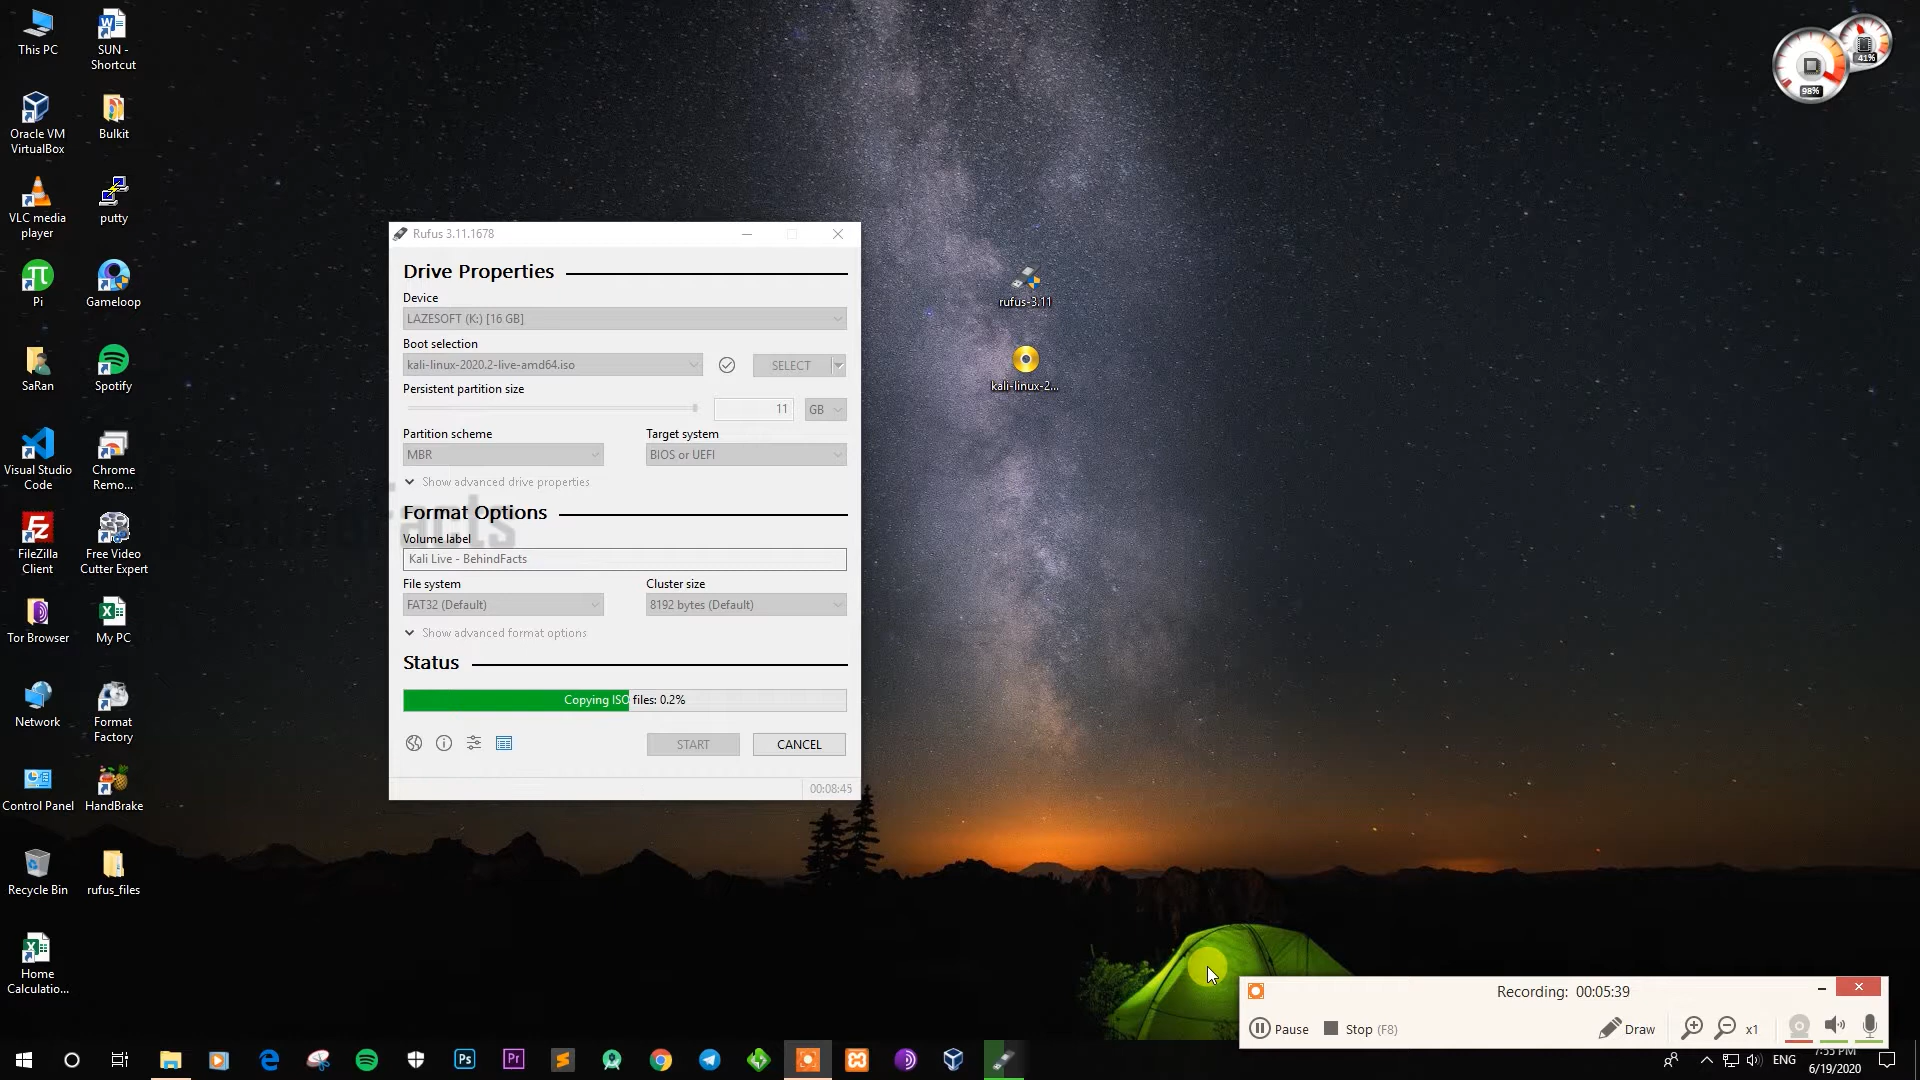 This PC
SUN -
Shortcut
Oracle VM
VirtualBox
Bulkit
VLC media
player
putty
Pi
Gameloop
SaRan
Spotify
Visual Studio
Code
Chrome
Remo...
FileZilla
Client
Free Video
Cutter Expert
Tor Browser
My PC
Network
Format
Factory
Control Panel
HandBrake
Recycle Bin
rufus_files
Home
Calculatio...
Rufus 3.11.1678
Drive Properties
Device
LAZESOFT (K:) [16 GB]
Boot selection
kali-linux-2020.2-live-amd64.iso
SELECT
Persistent partition size
11
GB
Partition scheme
Target system
MBR
BIOS or UEFI
Show advanced drive properties
Format Options
Volume label
Kali Live - BehindFacts
File system
Cluster size
FAT32 (Default)
8192 bytes (Default)
Show advanced format options
Status
Copying ISO files: 0.2%
START
CANCEL
00:08:45
rufus-3.11
kali-linux-2...
41%
98%
Recording: 00:05:39
Pause
Stop (F8)
Draw
x1
Ps
Pr
ENG
7:55 PM
6/19/2020